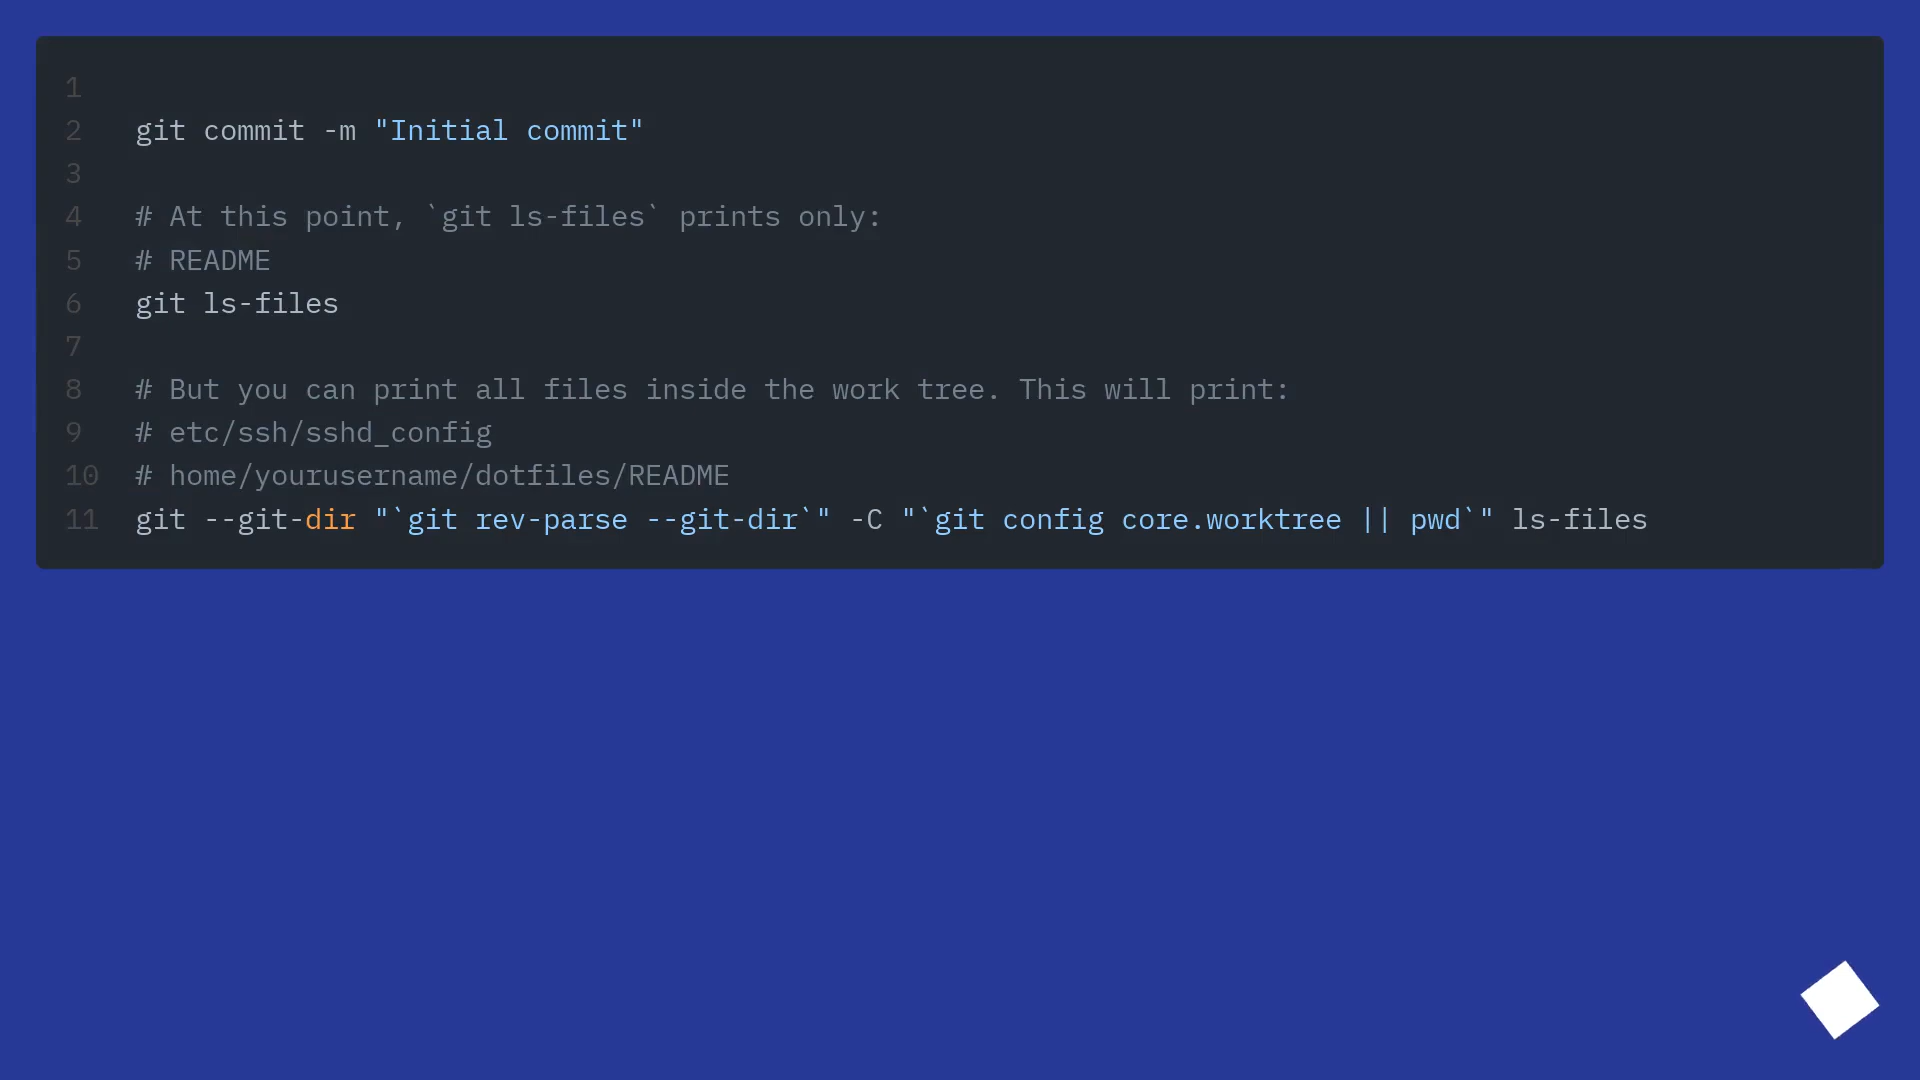 1
2 git commit -m "Initial commit"
3
4 # At this point, `git ls-files` prints only:
5 # README
6 git ls-files
7
8 # But you can print all files inside the work tree. This will print:
9 # etc/ssh/sshd_config
10 # home/yourusername/dotfiles/README
11 git --git-dir "`git rev-parse --git-dir`" -C "`git config core.worktree || pwd`" ls-files